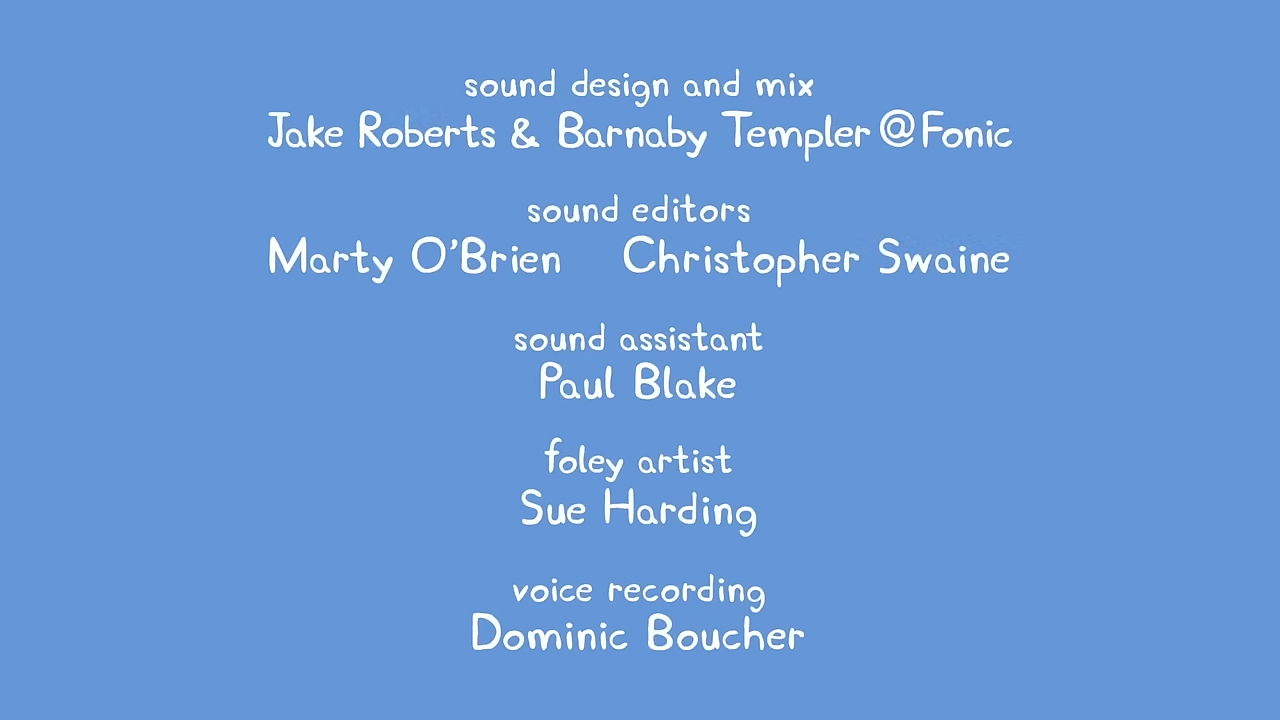 sound design and mix
Jake Roberts & Barnaby Templer @ Fonic
sound editors
Marty O'Brien Christopher Swaine
sound assistant
Paul Blake
foley artist
Sue Harding
voice recording
Dominic Boucher